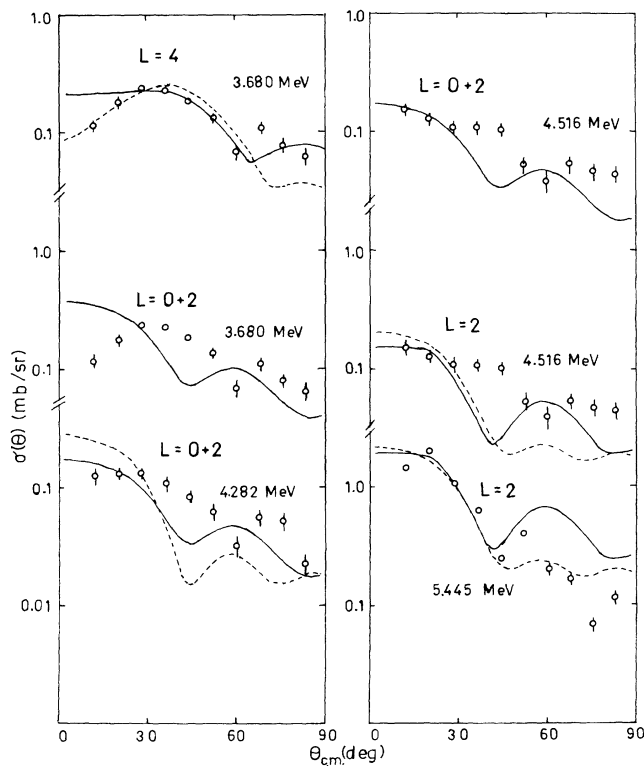 1.0
L = 4
3.680 MeV
0.1
1.0
L = 0+2
3.680 MeV
0.1
L = 0+2
4.282 MeV
0.1
0.01
0 30 60 90
σ(θ) (mb/sr)
1.0
L = 0+2
4.516 MeV
0.1
1.0
L = 2
4.516 MeV
0.1
1.0
L = 2
5.445 MeV
0.1
0 30 60 90
θc.m.(deg)